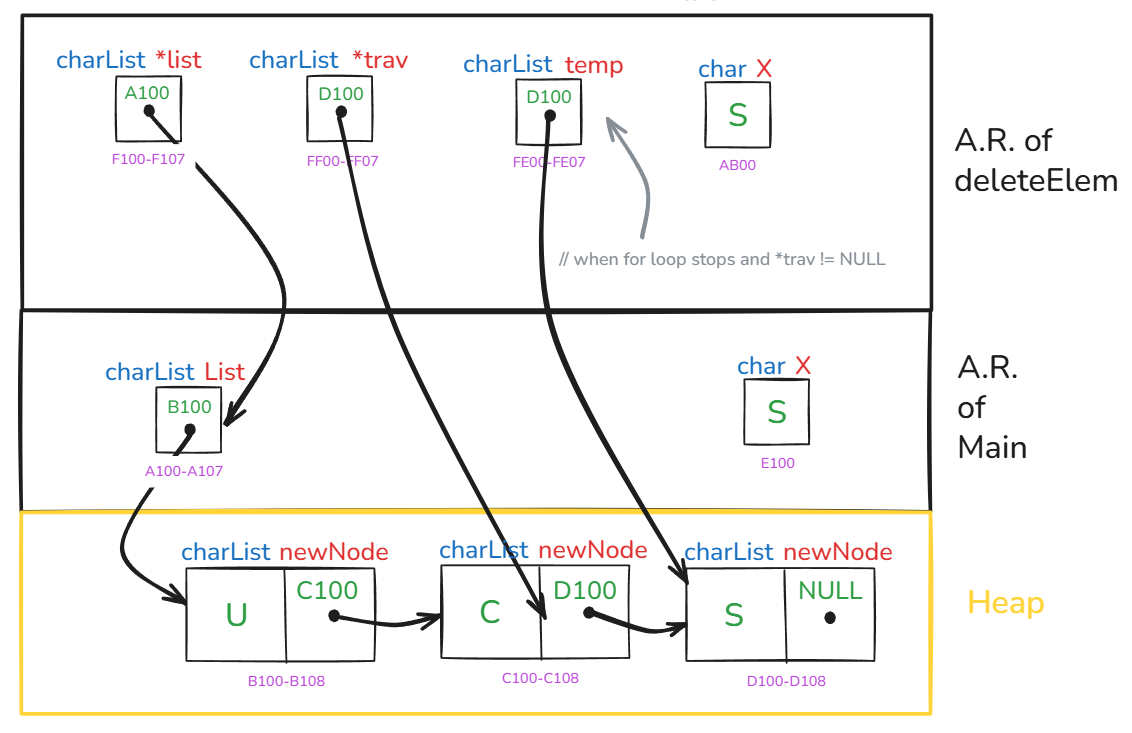 charList *list
charList *trav
charList temp
char X
A100
D100
D100
S
F100-F107
FF00-FF07
FE00-FE07
AB00
A.R. of
deleteElem
// when for loop stops and *trav != NULL
charList List
char X
B100
S
A100-A107
E100
A.R.
of
Main
charList newNode
charList newNode
charList newNode
U
C100
C
D100
S
NULL
B100-B108
C100-C108
D100-D108
Heap